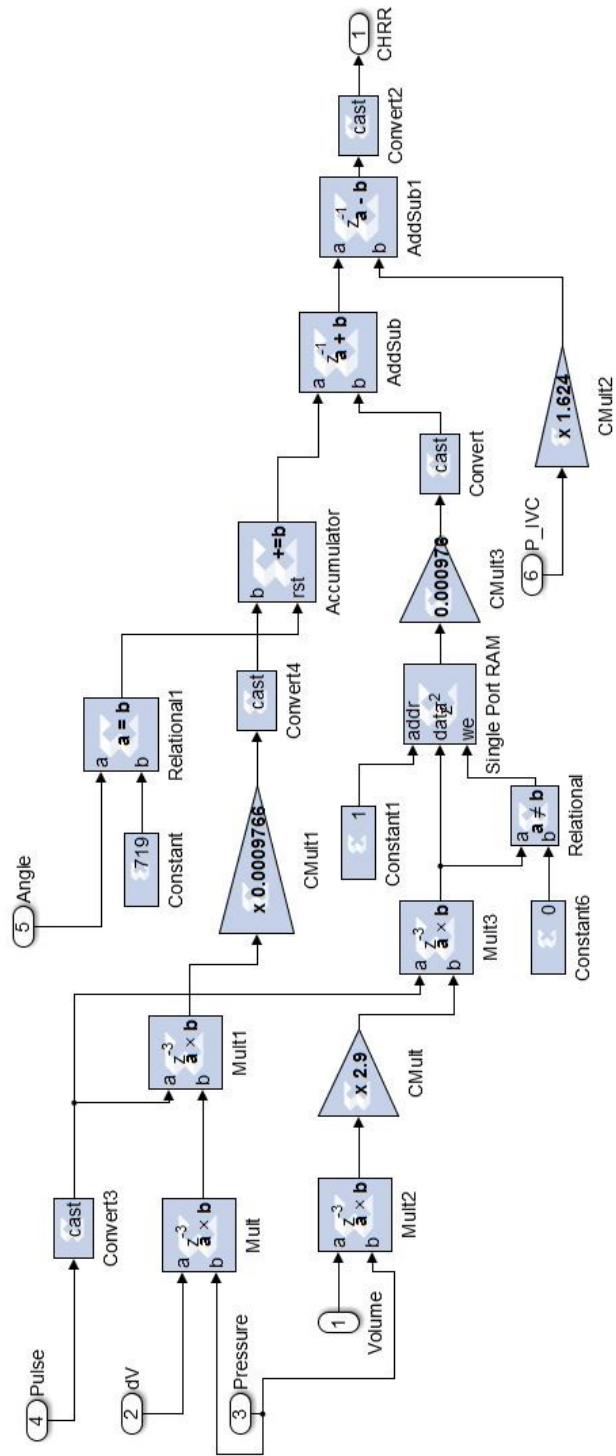 4
Pulse
cast
Convert3
5
Angle
719
Constant
a
b
a = b
Relational1
2
dV
3
Pressure
a
b
z-3
a × b
Mult
a
b
z-3
a × b
Mult1
x 0.0009766
CMult1
cast
Convert4
b
rst
+=b
Accumulator
1
Volume
a
b
z-3
a × b
Mult2
x 2.9
CMult
a
b
z-3
a × b
Mult3
0
Constant6
a
b
a ≠ b
Relational
1
Constant1
addr
data
we
z-2
Single Port RAM
0.000976
CMult3
cast
Convert
a
b
z-1
a + b
AddSub
6
P_IVC
x 1.624
CMult2
a
b
z-1
a - b
AddSub1
cast
Convert2
1
CHRR